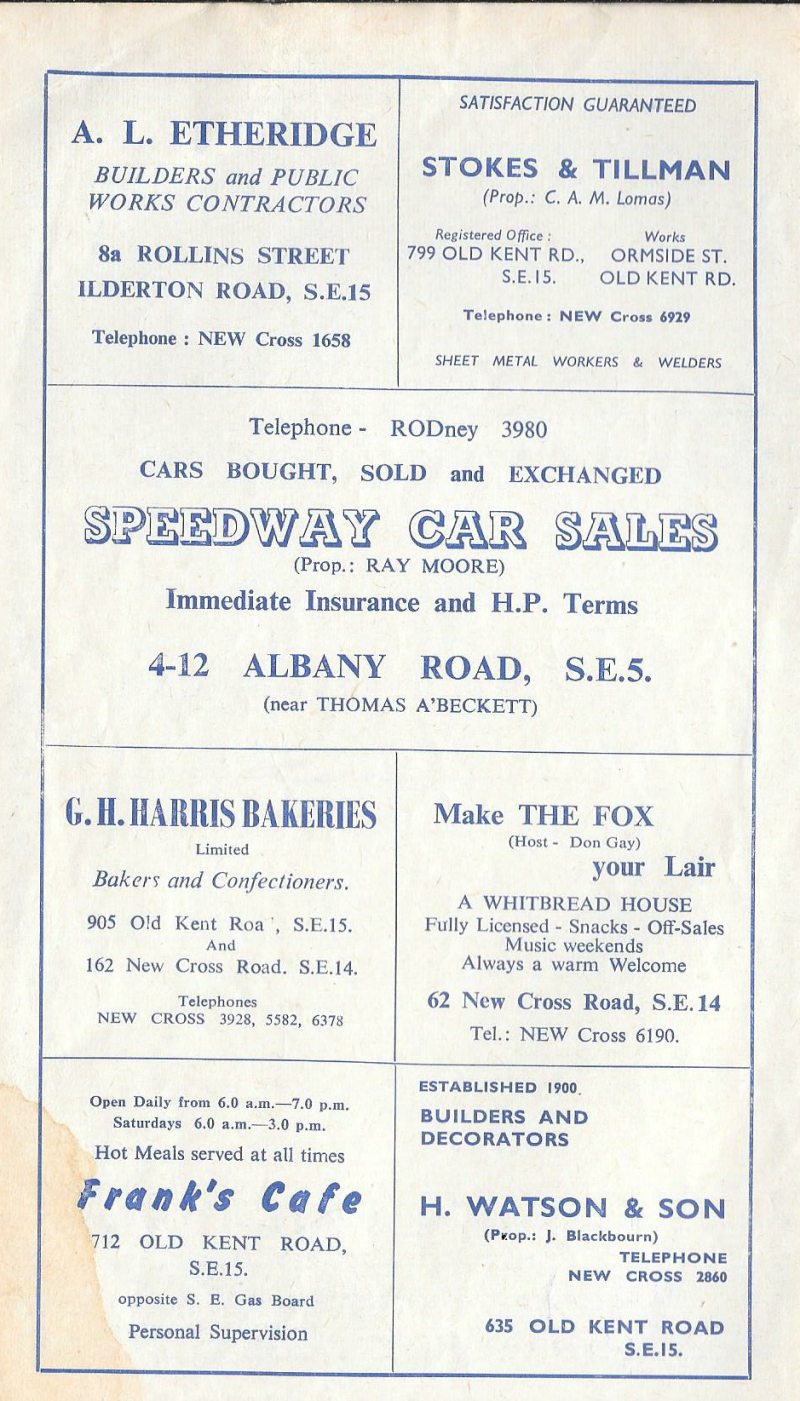 A. L. ETHERIDGE
BUILDERS and PUBLIC
WORKS CONTRACTORS
8a ROLLINS STREET
ILDERTON ROAD, S.E.15
Telephone : NEW Cross 1658
SATISFACTION GUARANTEED
STOKES & TILLMAN
(Prop.: C. A. M. Lomas)
Registered Office :
799 OLD KENT RD.,
S.E.15.
Works
ORMSIDE ST.
OLD KENT RD.
Telephone : NEW Cross 6929
SHEET METAL WORKERS & WELDERS
Telephone - RODney 3980
CARS BOUGHT, SOLD and EXCHANGED
SPEEDWAY CAR SALES
(Prop.: RAY MOORE)
Immediate Insurance and H.P. Terms
4-12 ALBANY ROAD, S.E.5.
(near THOMAS A'BECKETT)
G. H. HARRIS BAKERIES
Limited
Bakers and Confectioners.
905 Old Kent Roa , S.E.15.
And
162 New Cross Road. S.E.14.
Telephones
NEW CROSS 3928, 5582, 6378
Make THE FOX
(Host - Don Gay)
your Lair
A WHITBREAD HOUSE
Fully Licensed - Snacks - Off-Sales
Music weekends
Always a warm Welcome
62 New Cross Road, S.E.14
Tel.: NEW Cross 6190.
Open Daily from 6.0 a.m.—7.0 p.m.
Saturdays 6.0 a.m.—3.0 p.m.
Hot Meals served at all times
Frank's Cafe
712 OLD KENT ROAD,
S.E.15.
opposite S. E. Gas Board
Personal Supervision
ESTABLISHED 1900.
BUILDERS AND
DECORATORS
H. WATSON & SON
(Prop.: J. Blackbourn)
TELEPHONE
NEW CROSS 2860
635 OLD KENT ROAD
S.E.15.